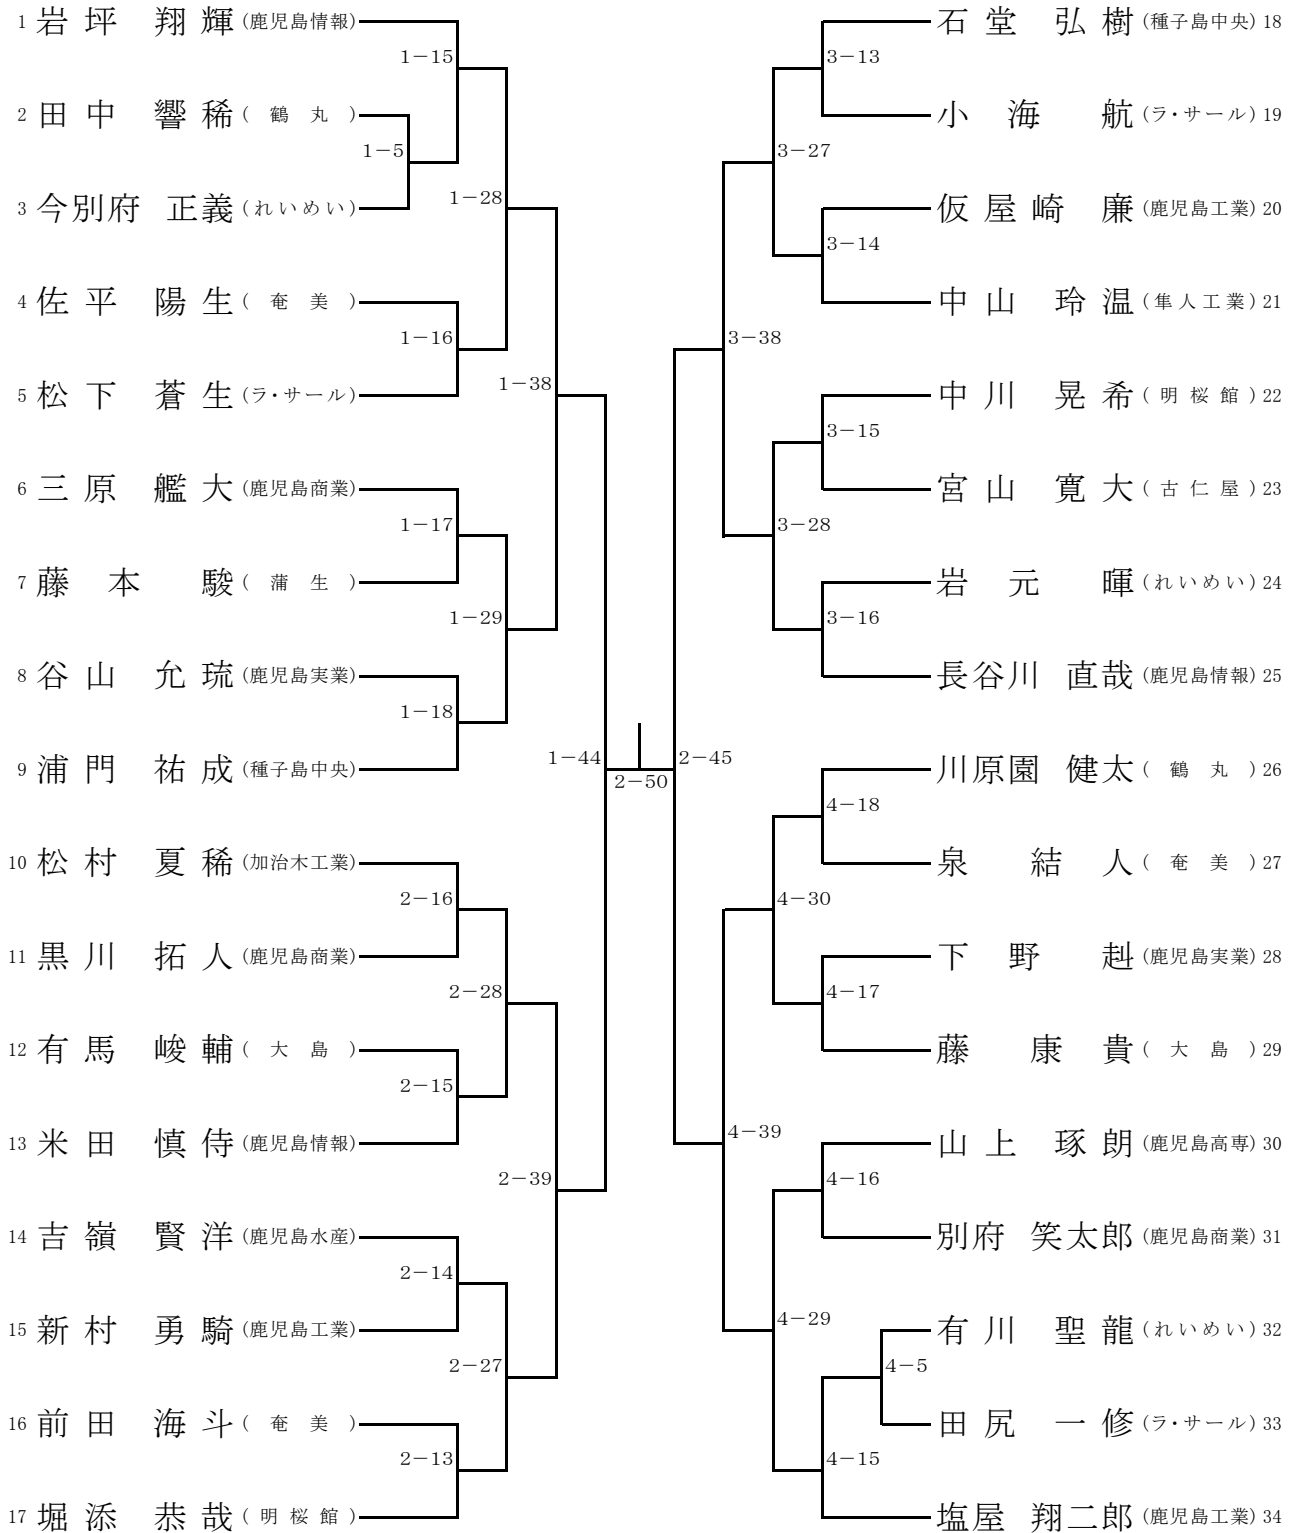 1 岩坪 翔輝 (鹿児島情報)
1−15
2 田中 響稀 (鶴丸)
1−5
3 今別府 正義 (れいめい)
1−28
4 佐平 陽生 (奄美)
1−16
5 松下 蒼生 (ラ・サール)
1−38
6 三原 艦大 (鹿児島商業)
1−17
7 藤本 駿 (蒲生)
1−29
8 谷山 允琉 (鹿児島実業)
1−18
9 浦門 祐成 (種子島中央)
1−44
10 松村 夏稀 (加治木工業)
2−16
11 黒川 拓人 (鹿児島商業)
2−28
12 有馬 峻輔 (大島)
2−15
13 米田 慎侍 (鹿児島情報)
2−39
14 吉嶺 賢洋 (鹿児島水産)
2−14
15 新村 勇騎 (鹿児島工業)
2−27
16 前田 海斗 (奄美)
2−13
17 堀添 恭哉 (明桜館)
2−50
石堂 弘樹 (種子島中央) 18
3−13
小海 航 (ラ・サール) 19
3−27
仮屋崎 廉 (鹿児島工業) 20
3−14
中山 玲温 (隼人工業) 21
3−38
中川 晃希 (明桜館) 22
3−15
宮山 寛大 (古仁屋) 23
3−28
岩元 暉 (れいめい) 24
3−16
長谷川 直哉 (鹿児島情報) 25
2−45
川原園 健太 (鶴丸) 26
4−18
泉 結人 (奄美) 27
4−30
下野 赳 (鹿児島実業) 28
4−17
藤 康貴 (大島) 29
4−39
山上 琢朗 (鹿児島高専) 30
4−16
別府 笑太郎 (鹿児島商業) 31
4−29
有川 聖龍 (れいめい) 32
4−5
田尻 一修 (ラ・サール) 33
4−15
塩屋 翔二郎 (鹿児島工業) 34